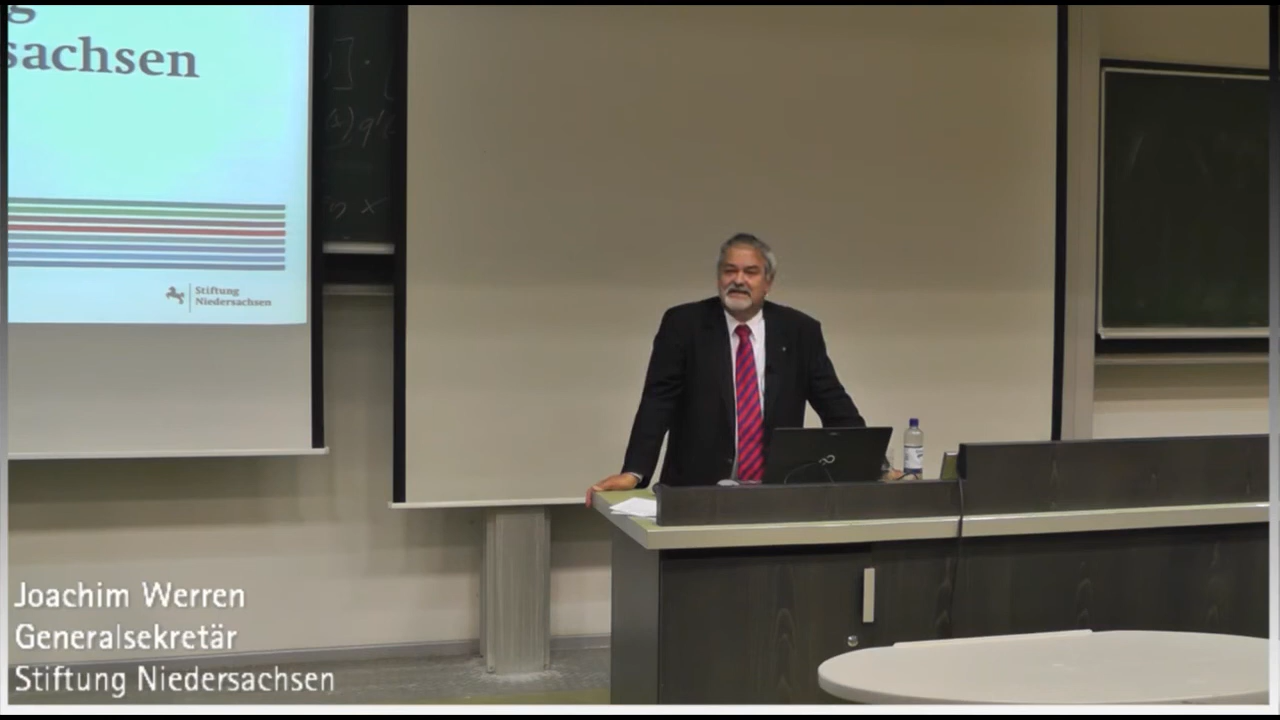 g
sachsen
Stiftung
Niedersachsen
Joachim Werren
Generalsekretär
Stiftung Niedersachsen